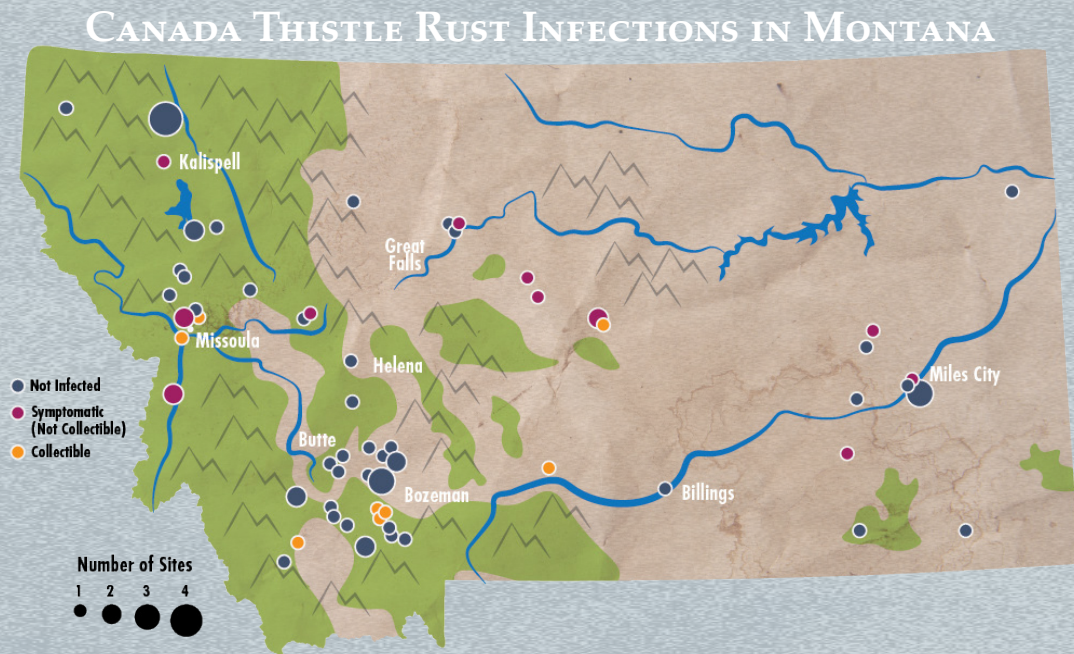 Canada Thistle Rust Infections in Montana
Kalispell
Great
Falls
Missoula
Helena
Miles City
Not Infected
Symptomatic
(Not Collectible)
Collectible
Butte
Bozeman
Billings
Number of Sites
1 2 3 4